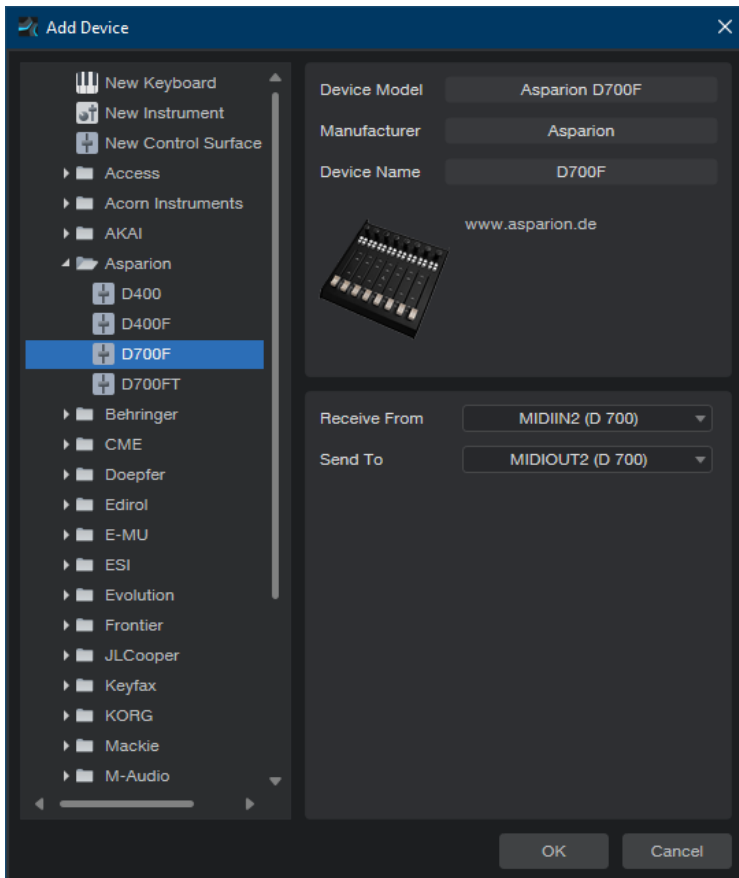 Add Device
New Keyboard
New Instrument
New Control Surface
Access
Acorn Instruments
AKAI
Asparion
D400
D400F
D700F
D700FT
Behringer
CME
Doepfer
Edirol
E-MU
ESI
Evolution
Frontier
JLCooper
Keyfax
KORG
Mackie
M-Audio
Device Model Asparion D700F
Manufacturer Asparion
Device Name D700F
www.asparion.de
Receive From MIDIIN2 (D 700)
Send To MIDIOUT2 (D 700)
OK Cancel